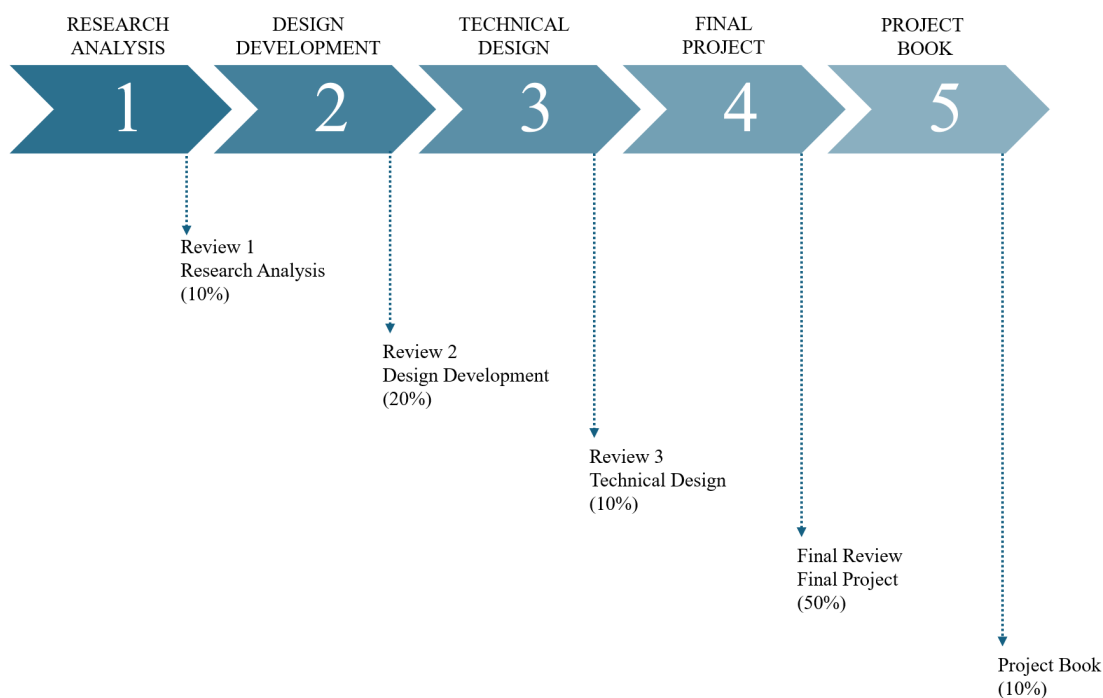 RESEARCH
ANALYSIS
DESIGN
DEVELOPMENT
TECHNICAL
DESIGN
FINAL
PROJECT
PROJECT
BOOK
1
2
3
4
5
Review 1
Research Analysis
(10%)
Review 2
Design Development
(20%)
Review 3
Technical Design
(10%)
Final Review
Final Project
(50%)
Project Book
(10%)